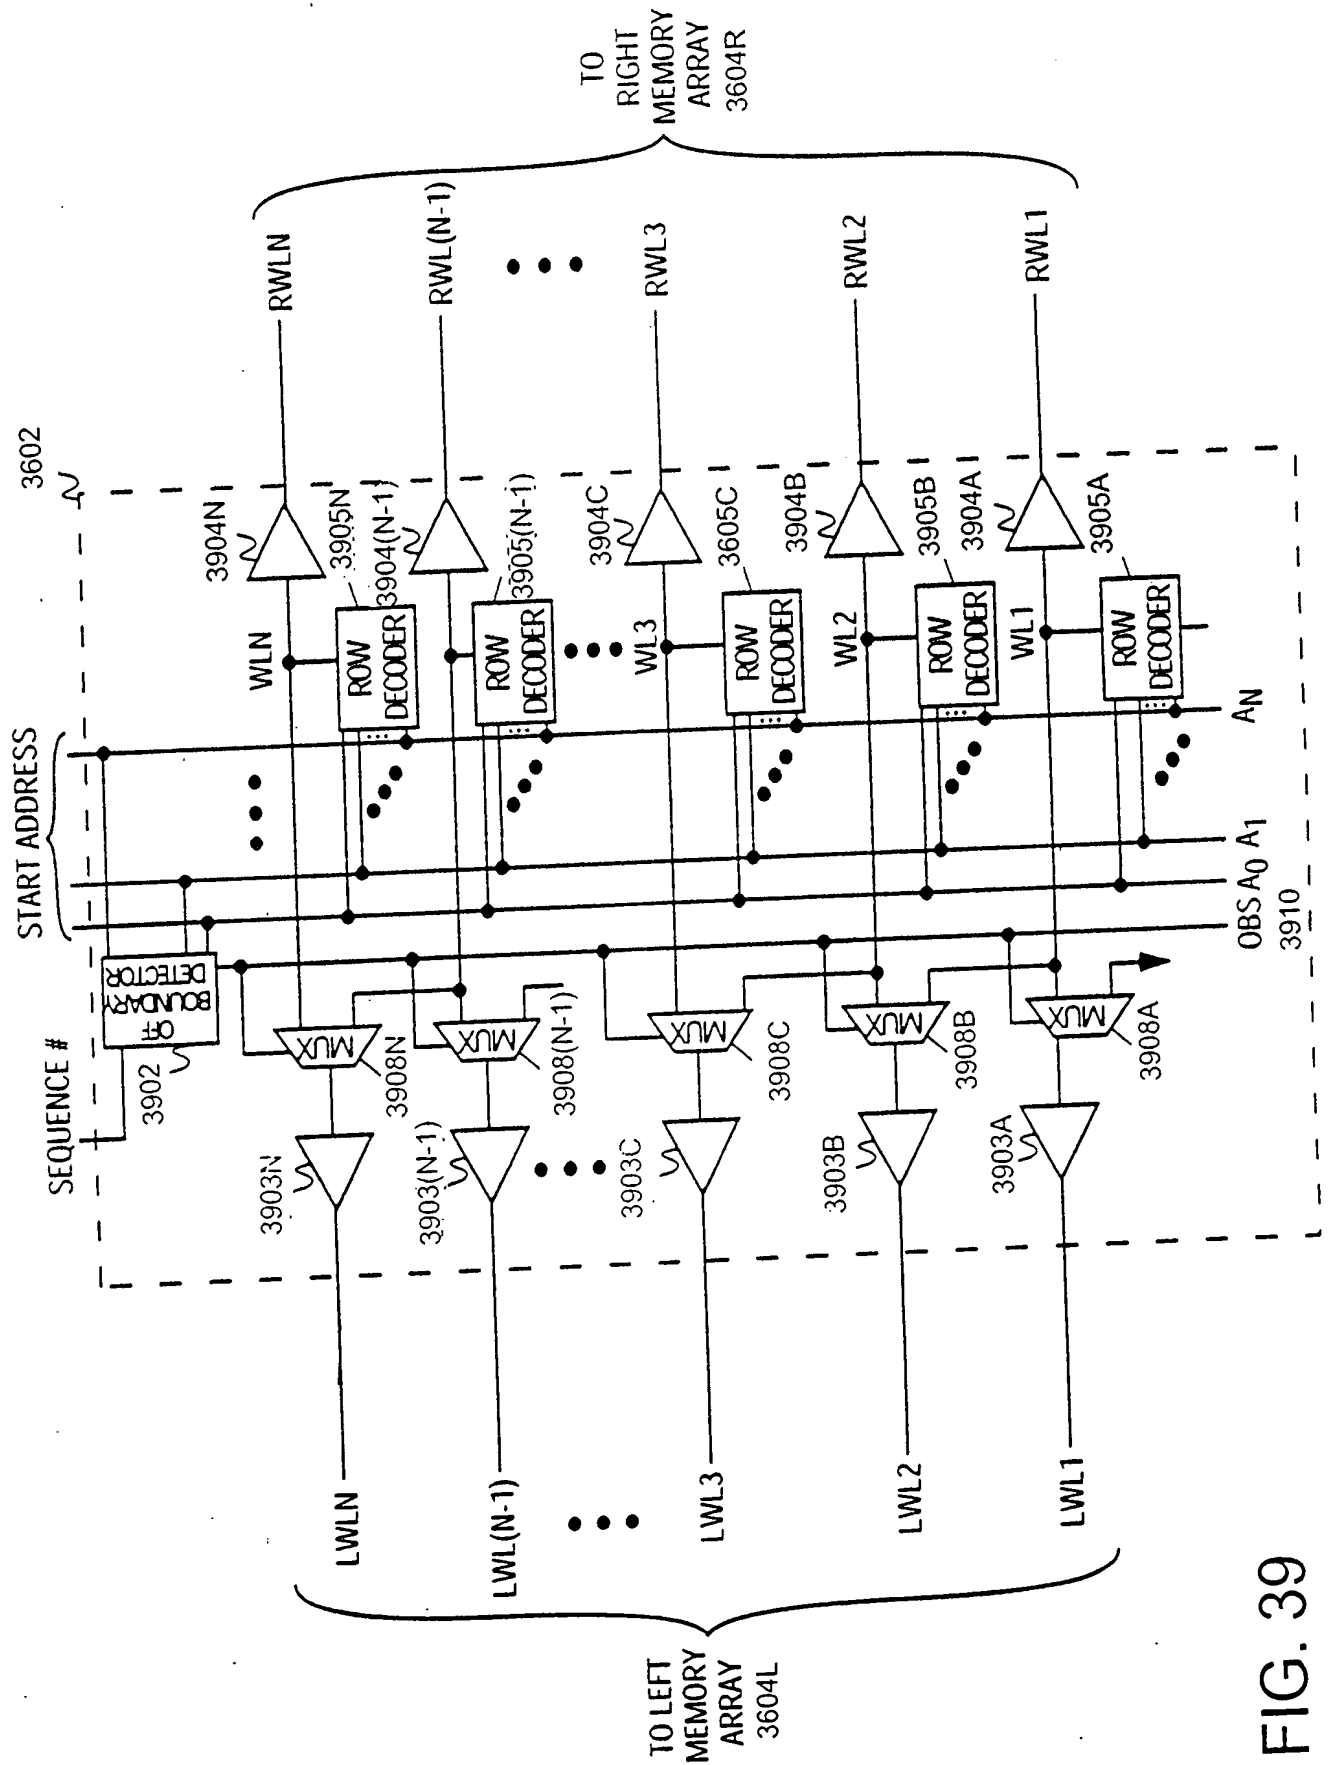 3602
START ADDRESS
SEQUENCE #
OFF
BOUNDARY
DETECTOR
3902
WLN
3904N
RWLN
ROW
DECODER
3905N
MUX
3908N
3903N
LWLN
3904(N-1)
RWL(N-1)
ROW
DECODER
3905(N-1)
MUX
3908(N-1)
3903(N-1)
LWL(N-1)
WL3
3904C
RWL3
ROW
DECODER
3605C
MUX
3908C
3903C
LWL3
WL2
3904B
RWL2
ROW
DECODER
3905B
MUX
3908B
3903B
LWL2
WL1
3904A
RWL1
ROW
DECODER
3905A
MUX
3908A
3903A
LWL1
OBS A0 A1 AN
3910
TO
RIGHT
MEMORY
ARRAY
3604R
TO LEFT
MEMORY
ARRAY
3604L
FIG. 39